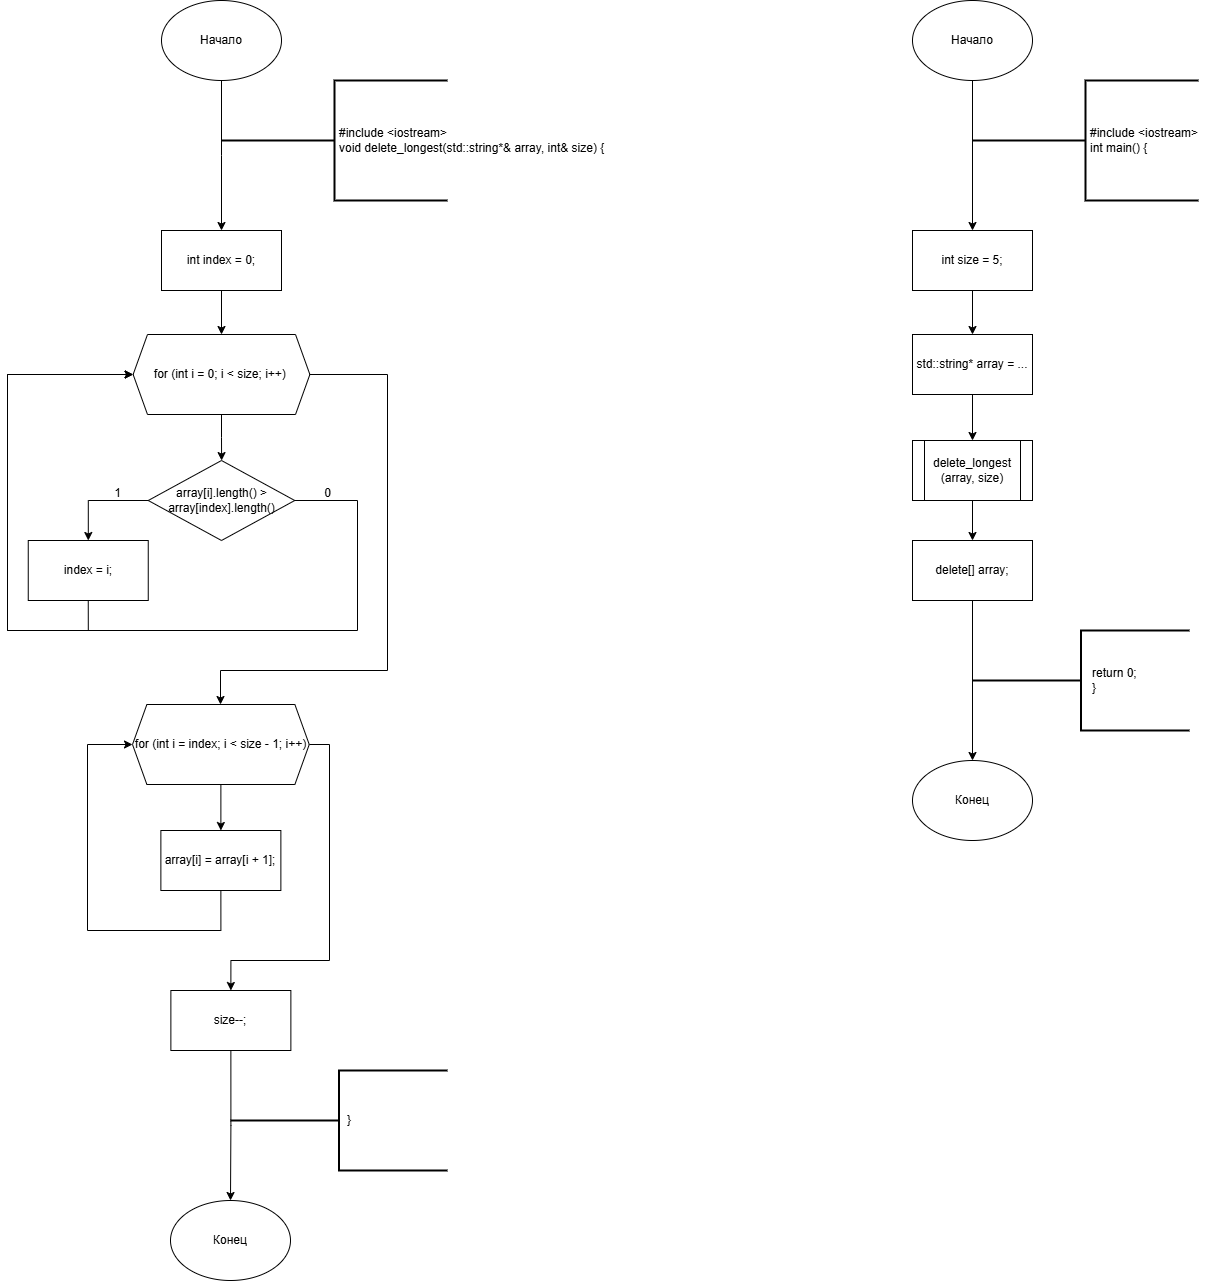 Начало
#include <iostream>
void delete_longest(std::string*& array, int& size) {
int index = 0;
for (int i = 0; i < size; i++)
array[i].length() >
array[index].length()
1
0
index = i;
for (int i = index; i < size - 1; i++)
array[i] = array[i + 1];
size--;
}
Конец
Начало
#include <iostream>
int main() {
int size = 5;
std::string* array = ...
delete_longest
(array, size)
delete[] array;
return 0;
}
Конец